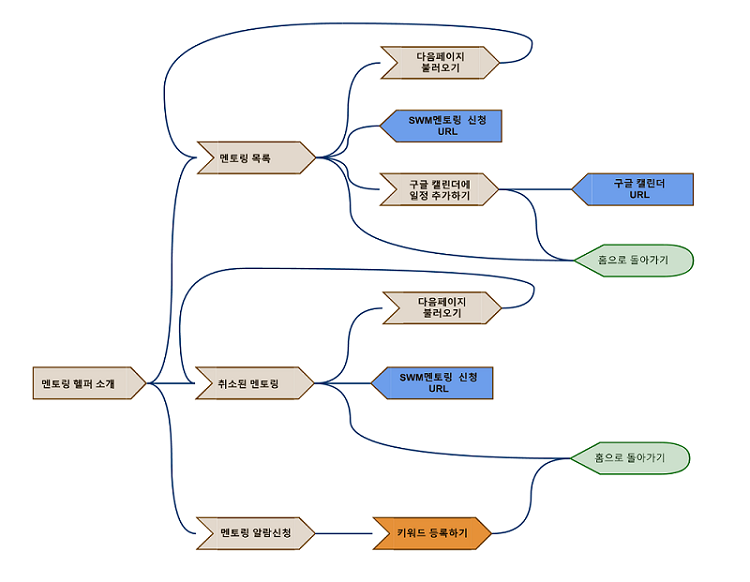 다음페이지
불러오기
SWM멘토링 신청
URL
멘토링 목록
구글 캘린더에
일정 추가하기
구글 캘린더
URL
홈으로 돌아가기
다음페이지
불러오기
멘토링 헬퍼 소개
취소된 멘토링
SWM멘토링 신청
URL
홈으로 돌아가기
멘토링 알람신청
키워드 등록하기